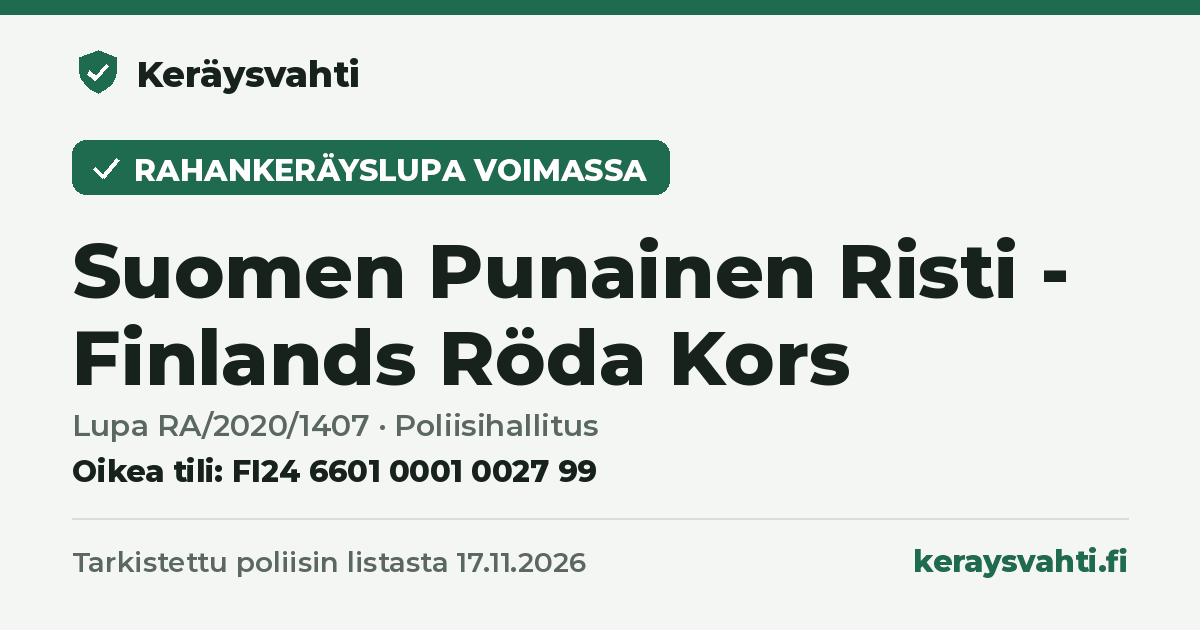 Keräysvahti
RAHANKERÄYSLUPA VOIMASSA
Suomen Punainen Risti -
Finlands Röda Kors
Lupa RA/2020/1407 · Poliisihallitus
Oikea tili: FI24 6601 0001 0027 99
Tarkistettu poliisin listasta 17.11.2026
keraysvahti.fi